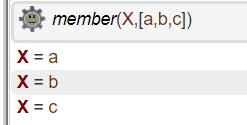 member(X,[a,b,c])
X = a
X = b
X = c